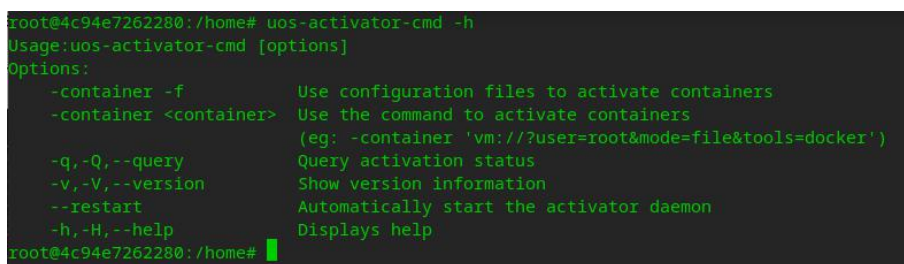 root@4c94e7262280:/home# uos-activator-cmd -h
Usage:uos-activator-cmd [options]
Options:
    -container -f            Use configuration files to activate containers
    -container <container>  Use the command to activate containers
                             (eg: -container 'vm://?user=root&mode=file&tools=docker')
    -q,-Q,--query            Query activation status
    -v,-V,--version          Show version information
    --restart                Automatically start the activator daemon
    -h,-H,--help             Displays help
root@4c94e7262280:/home#